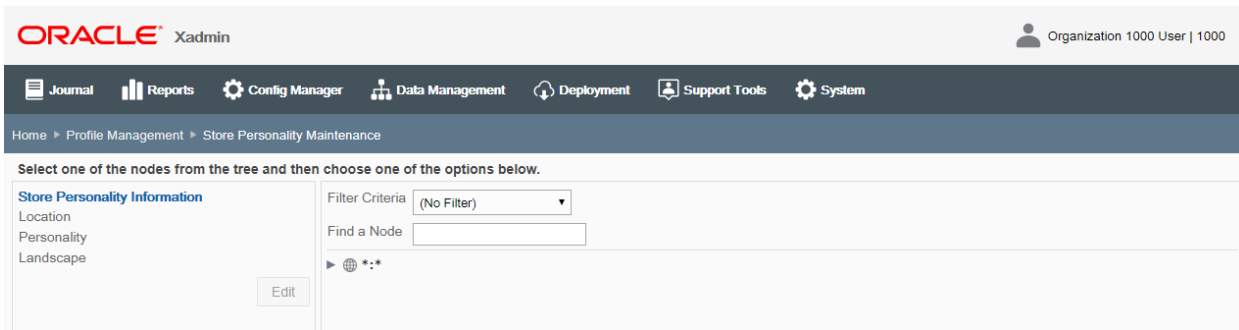 ORACLE® Xadmin
Organization 1000 User | 1000
Journal Reports Config Manager Data Management Deployment Support Tools System
Home ▸ Profile Management ▸ Store Personality Maintenance
Select one of the nodes from the tree and then choose one of the options below.
Store Personality Information
Location
Personality
Landscape
Edit
Filter Criteria (No Filter)
Find a Node
*:*